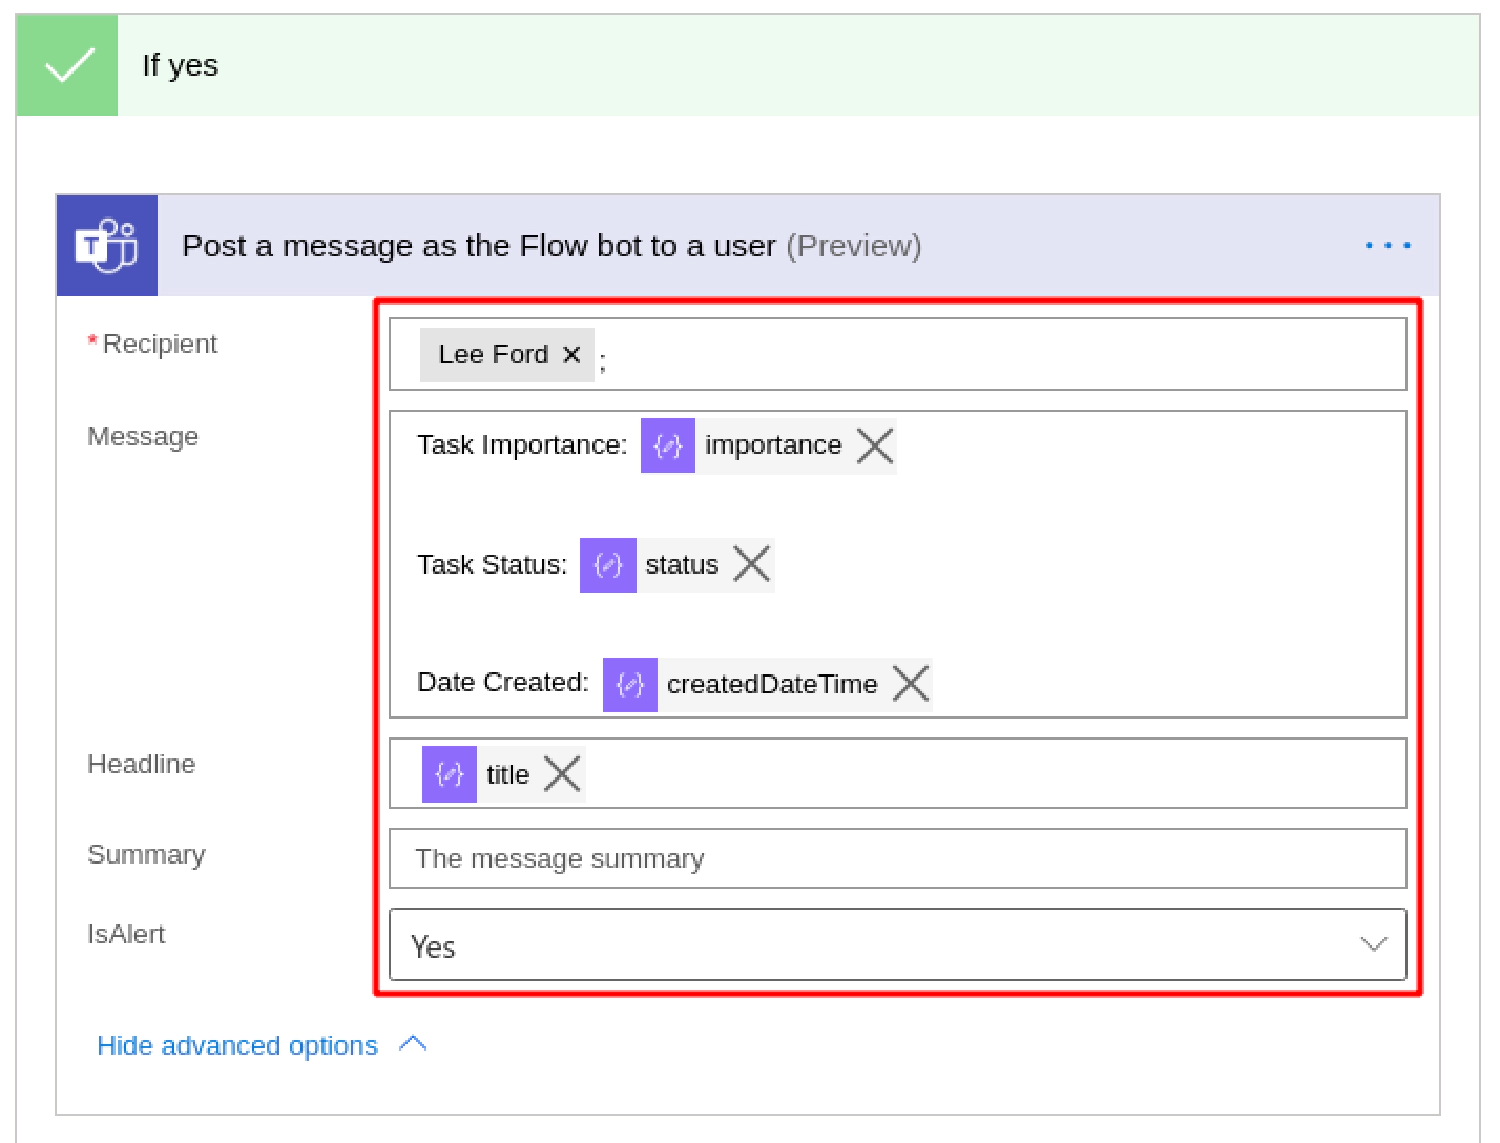 If yes
T
Post a message as the Flow bot to a user (Preview)
* Recipient
Lee Ford ;
Message
Task Importance: importance
Task Status: status
Date Created: createdDateTime
Headline
title
Summary
The message summary
IsAlert
Yes
Hide advanced options